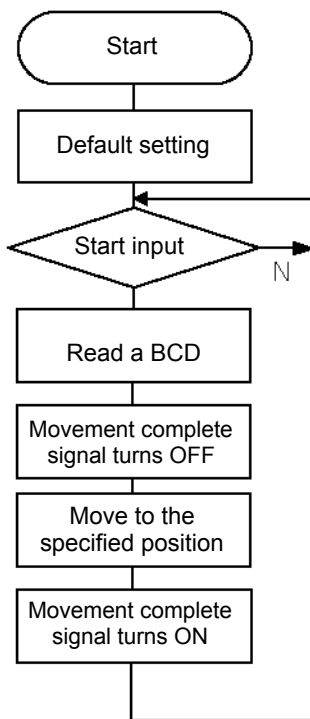 Start
Default setting
Start input
N
Read a BCD
Movement complete
signal turns OFF
Move to the
specified position
Movement complete
signal turns ON